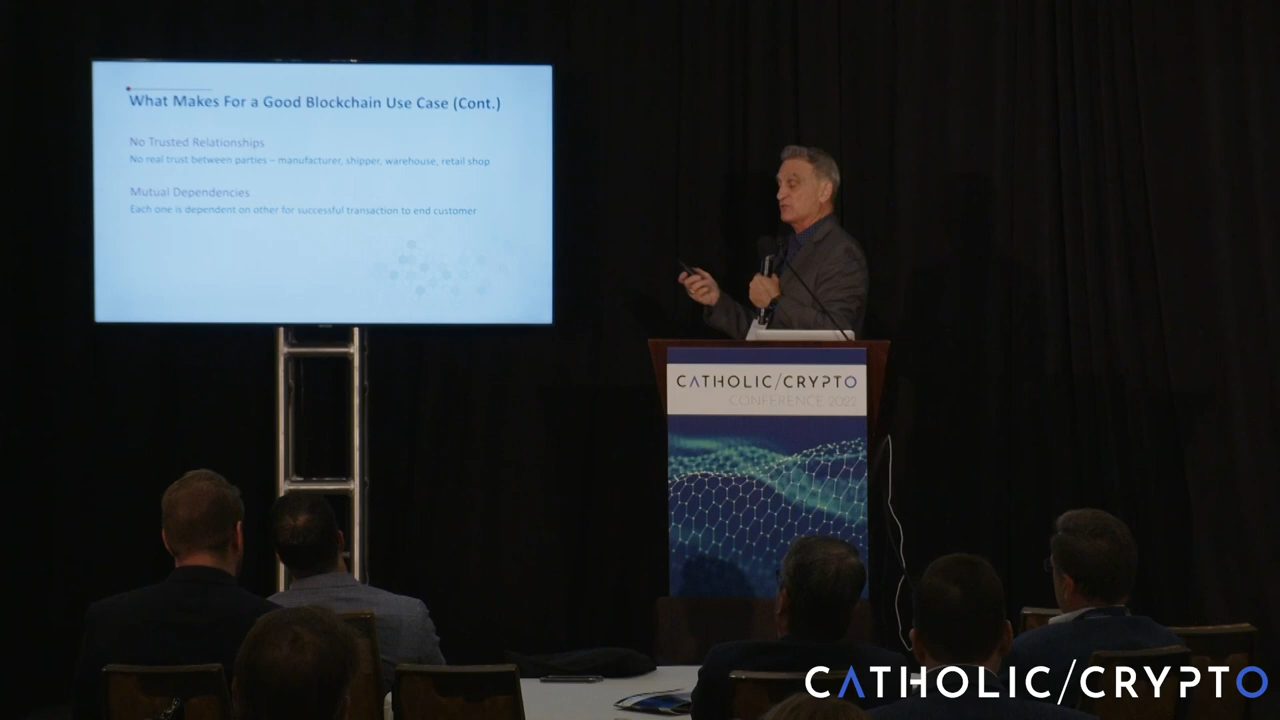 What Makes For a Good Blockchain Use Case (Cont.)
No Trusted Relationships
No real trust between parties – manufacturer, shipper, warehouse, retail shop
Mutual Dependencies
Each one is dependent on other for successful transaction to end customer
CATHOLIC/CRYPTO
CONFERENCE 2022
CATHOLIC/CRYPTO